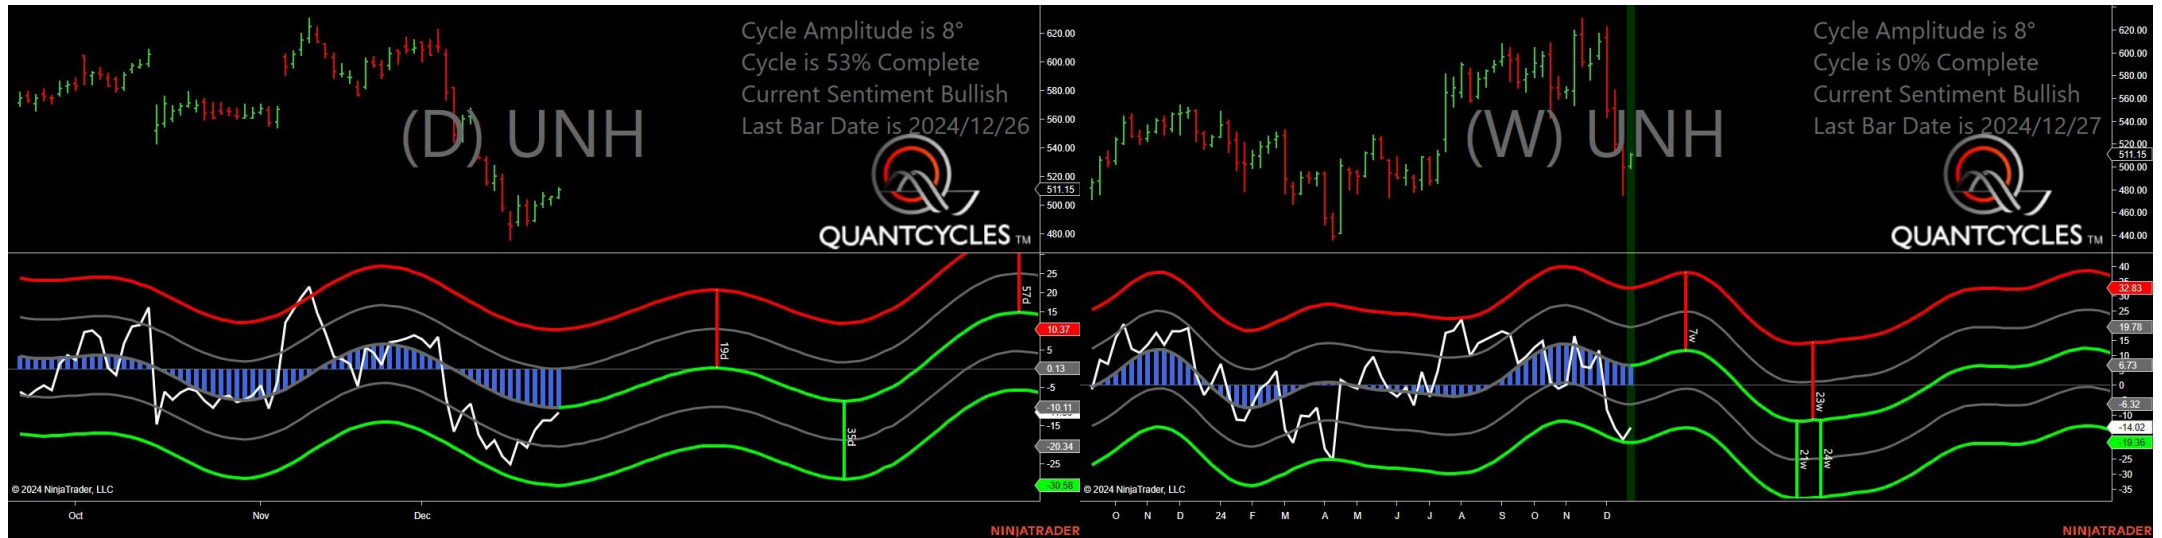 Cycle Amplitude is 8°
Cycle is 53% Complete
Current Sentiment Bullish
Last Bar Date is 2024/12/26
(D) UNH
QUANTCYCLES TM
620.00
600.00
580.00
560.00
540.00
520.00
511.15
500.00
480.00
25
20
15
10.37
5
0.13
-5
-10.11
-15
-20.34
-25
-30.58
19d
35d
57d
© 2024 NinjaTrader, LLC
Oct Nov Dec
NINJATRADER
Cycle Amplitude is 8°
Cycle is 0% Complete
Current Sentiment Bullish
Last Bar Date is 2024/12/27
(W) UNH
QUANTCYCLES TM
620.00
600.00
580.00
560.00
540.00
520.00
511.15
500.00
480.00
460.00
440.00
40
32.83
30
25
19.78
15
10
6.73
0
-6.32
-10
-14.02
-19.36
-25
-30
-35
7w
23w
21w
24w
© 2024 NinjaTrader, LLC
O N D 24 F M A M J J A S O N D
NINJATRADER